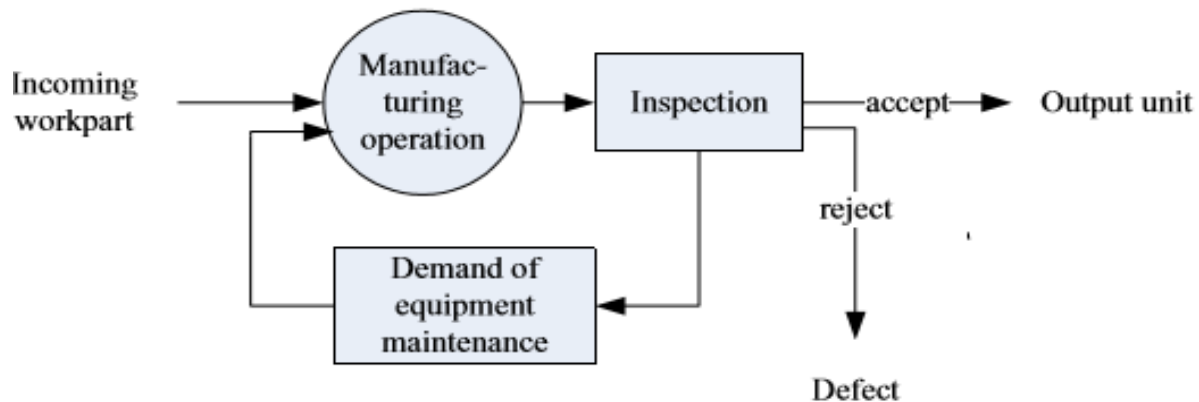 Incoming
workpart
Manufac-
turing
operation
Inspection
accept
Output unit
reject
Demand of
equipment
maintenance
Defect